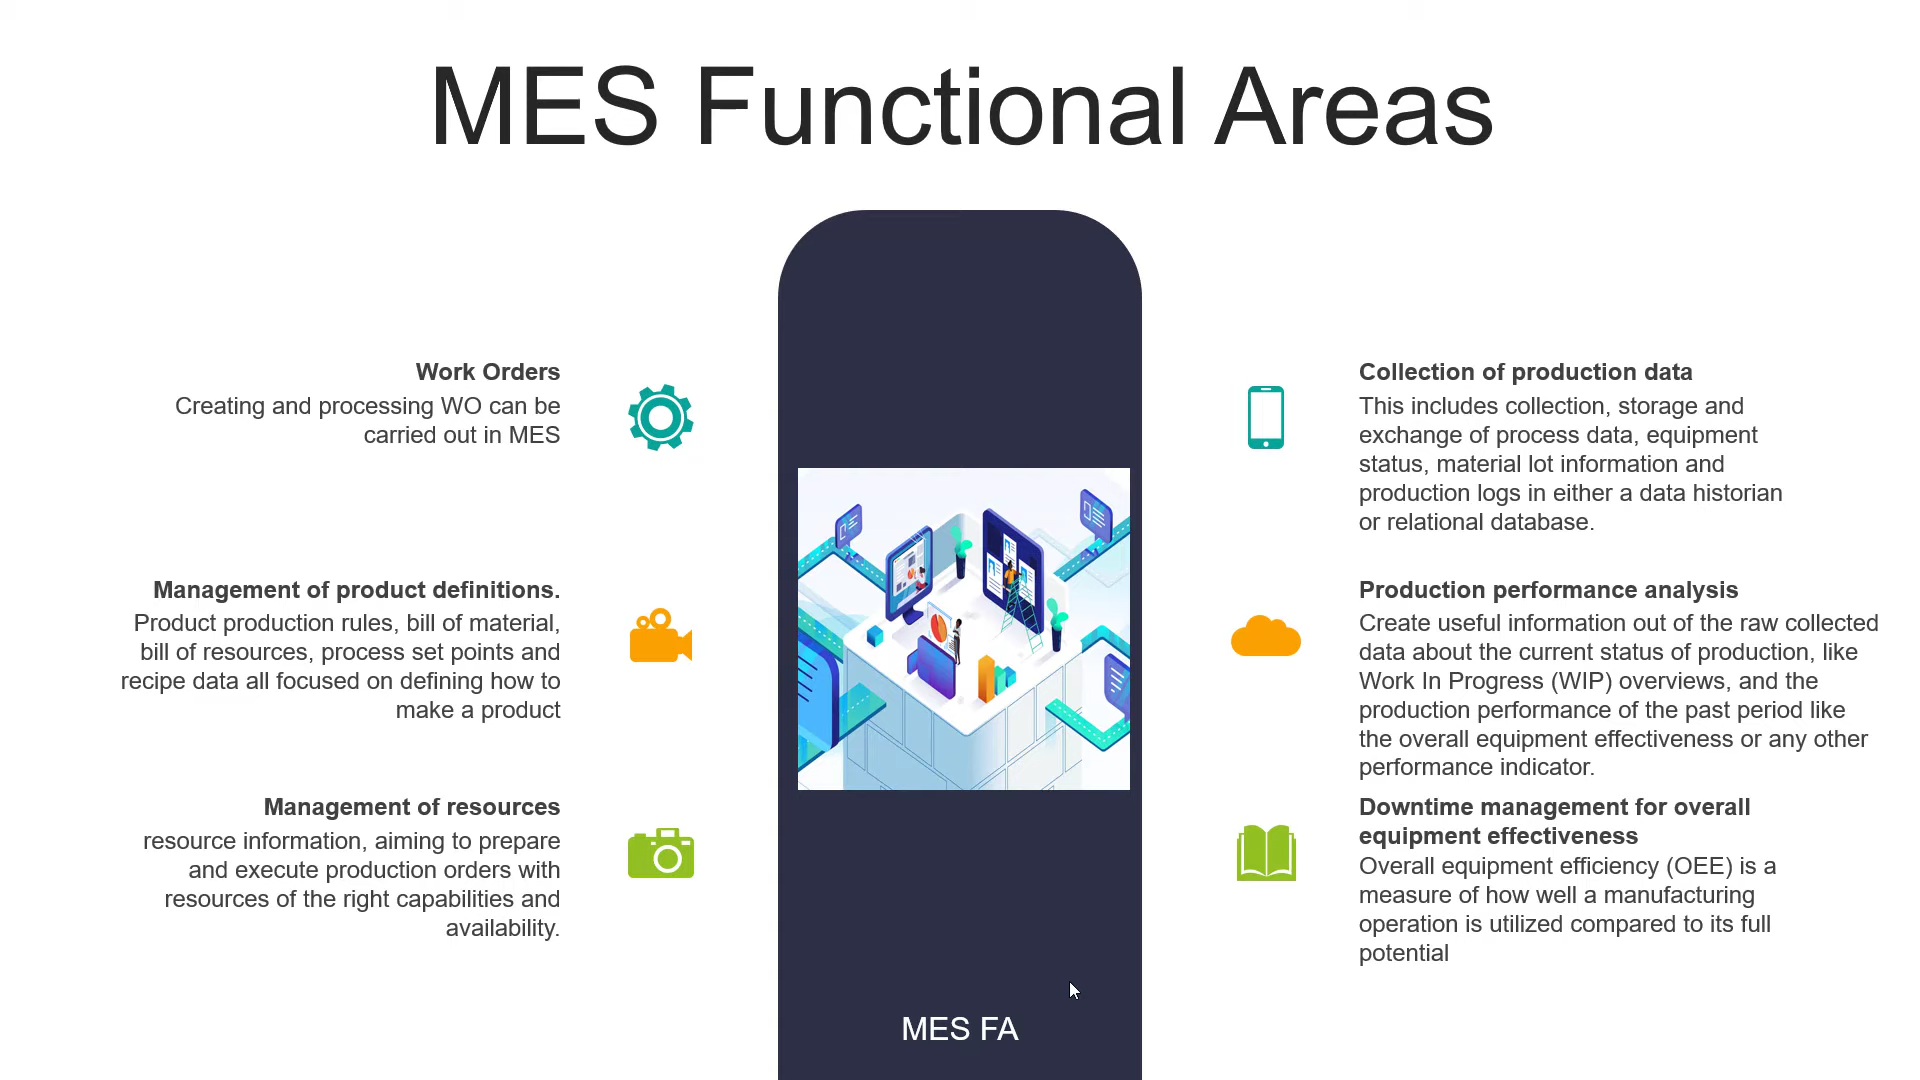 MES Functional Areas
Work Orders
Creating and processing WO can be
carried out in MES
Management of product definitions.
Product production rules, bill of material,
bill of resources, process set points and
recipe data all focused on defining how to
make a product
Management of resources
resource information, aiming to prepare
and execute production orders with
resources of the right capabilities and
availability.
MES FA
Collection of production data
This includes collection, storage and
exchange of process data, equipment
status, material lot information and
production logs in either a data historian
or relational database.
Production performance analysis
Create useful information out of the raw collected
data about the current status of production, like
Work In Progress (WIP) overviews, and the
production performance of the past period like
the overall equipment effectiveness or any other
performance indicator.
Downtime management for overall
equipment effectiveness
Overall equipment efficiency (OEE) is a
measure of how well a manufacturing
operation is utilized compared to its full
potential